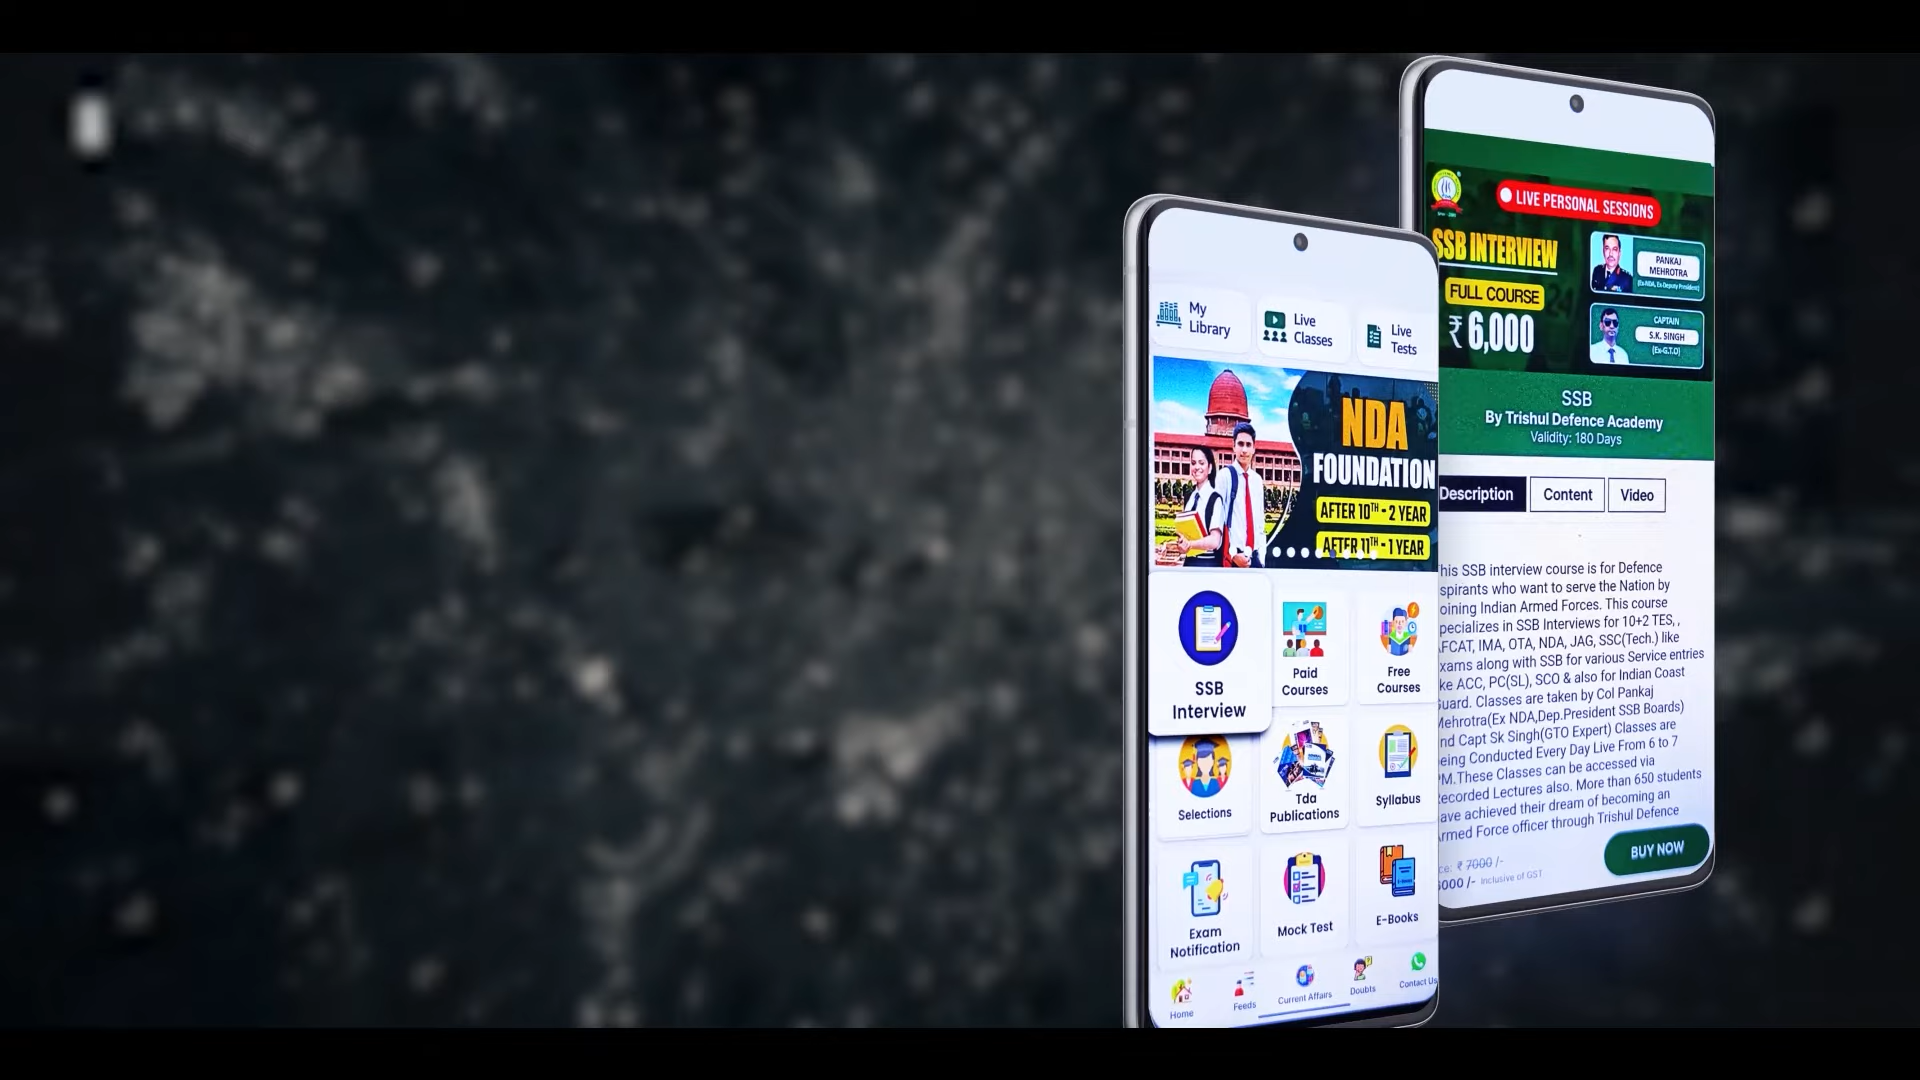 My
Library
Live
Classes
Live
Tests
NDA
FOUNDATION
AFTER 10TH - 2 YEAR
AFTER 11TH - 1 YEAR
SSB
Interview
Paid
Courses
Free
Courses
Selections
Tda
Publications
Syllabus
Exam
Notification
Mock Test
E-Books
Home
Feeds
Current Affairs
Doubts
Contact Us
LIVE PERSONAL SESSIONS
SSB INTERVIEW
FULL COURSE
₹ 6,000
PANKAJ
MEHROTRA
(Ex-NDA, Ex-Deputy President)
CAPTAIN
S.K. SINGH
(Ex-G.T.O)
SSB
By Trishul Defence Academy
Validity: 180 Days
Description
Content
Video
his SSB interview course is for Defence
spirants who want to serve the Nation by
oining Indian Armed Forces. This course
pecializes in SSB Interviews for 10+2 TES, ,
FCAT, IMA, OTA, NDA, JAG, SSC(Tech.) like
xams along with SSB for various Service entries
ke ACC, PC(SL), SCO & also for Indian Coast
uard. Classes are taken by Col Pankaj
Mehrotra(Ex NDA,Dep.President SSB Boards)
nd Capt Sk Singh(GTO Expert) Classes are
eing Conducted Every Day Live From 6 to 7
PM.These Classes can be accessed via
ecorded Lectures also. More than 650 students
ave achieved their dream of becoming an
rmed Force officer through Trishul Defence
ce: ₹ 7000 /-
6000 /- Inclusive of GST
BUY NOW